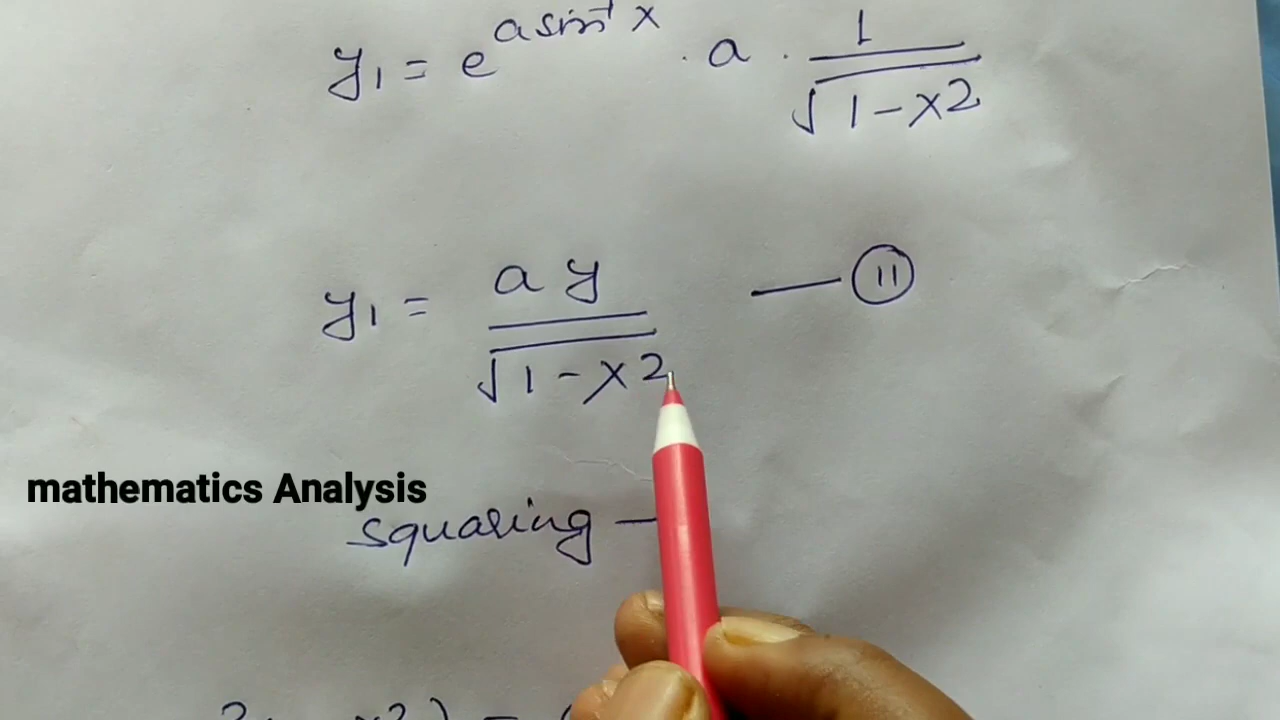 y₁ = e^(a sin⁻¹ x) . a . 1/√(1-x2)
y₁ = ay/√(1-x2) — (11)
mathematics Analysis
squaring —